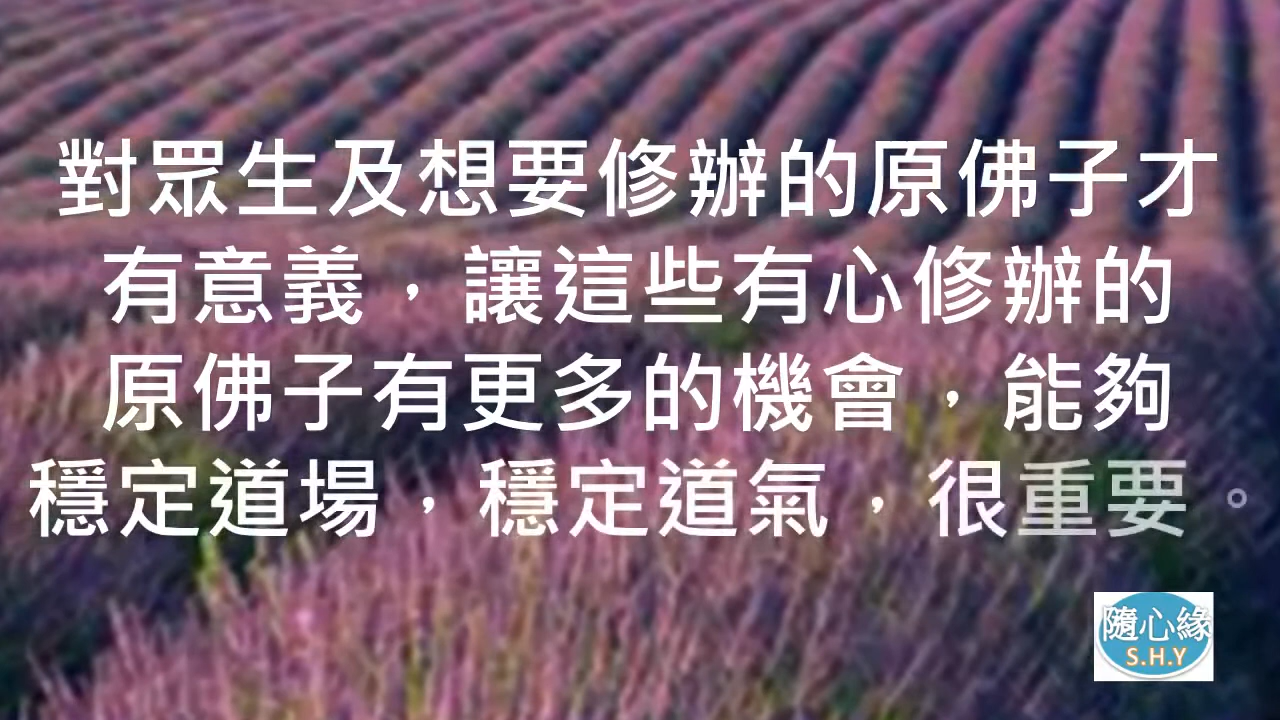 對眾生及想要修辦的原佛子才
有意義，讓這些有心修辦的
原佛子有更多的機會，能夠
穩定道場，穩定道氣，很重要。
隨心緣
S.H.Y